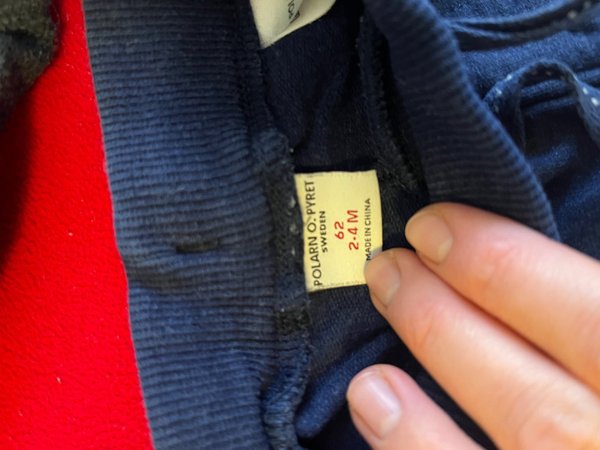 POLARN O. PYRET
SWEDEN
62
2-4 M
MADE IN CHINA